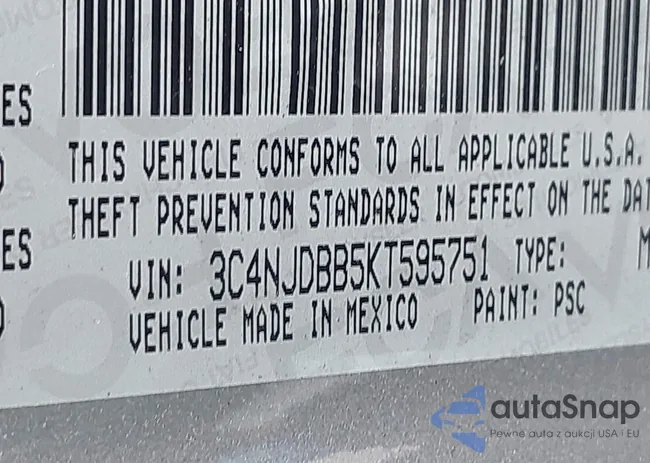 ES
THIS VEHICLE CONFORMS TO ALL APPLICABLE U.S.A.
THEFT PREVENTION STANDARDS IN EFFECT ON THE DAT
ES
VIN: 3C4NJDBB5KT595751 TYPE: M
VEHICLE MADE IN MEXICO PAINT: PSC
autaSnap
Pewne auta z aukcji USA i EU